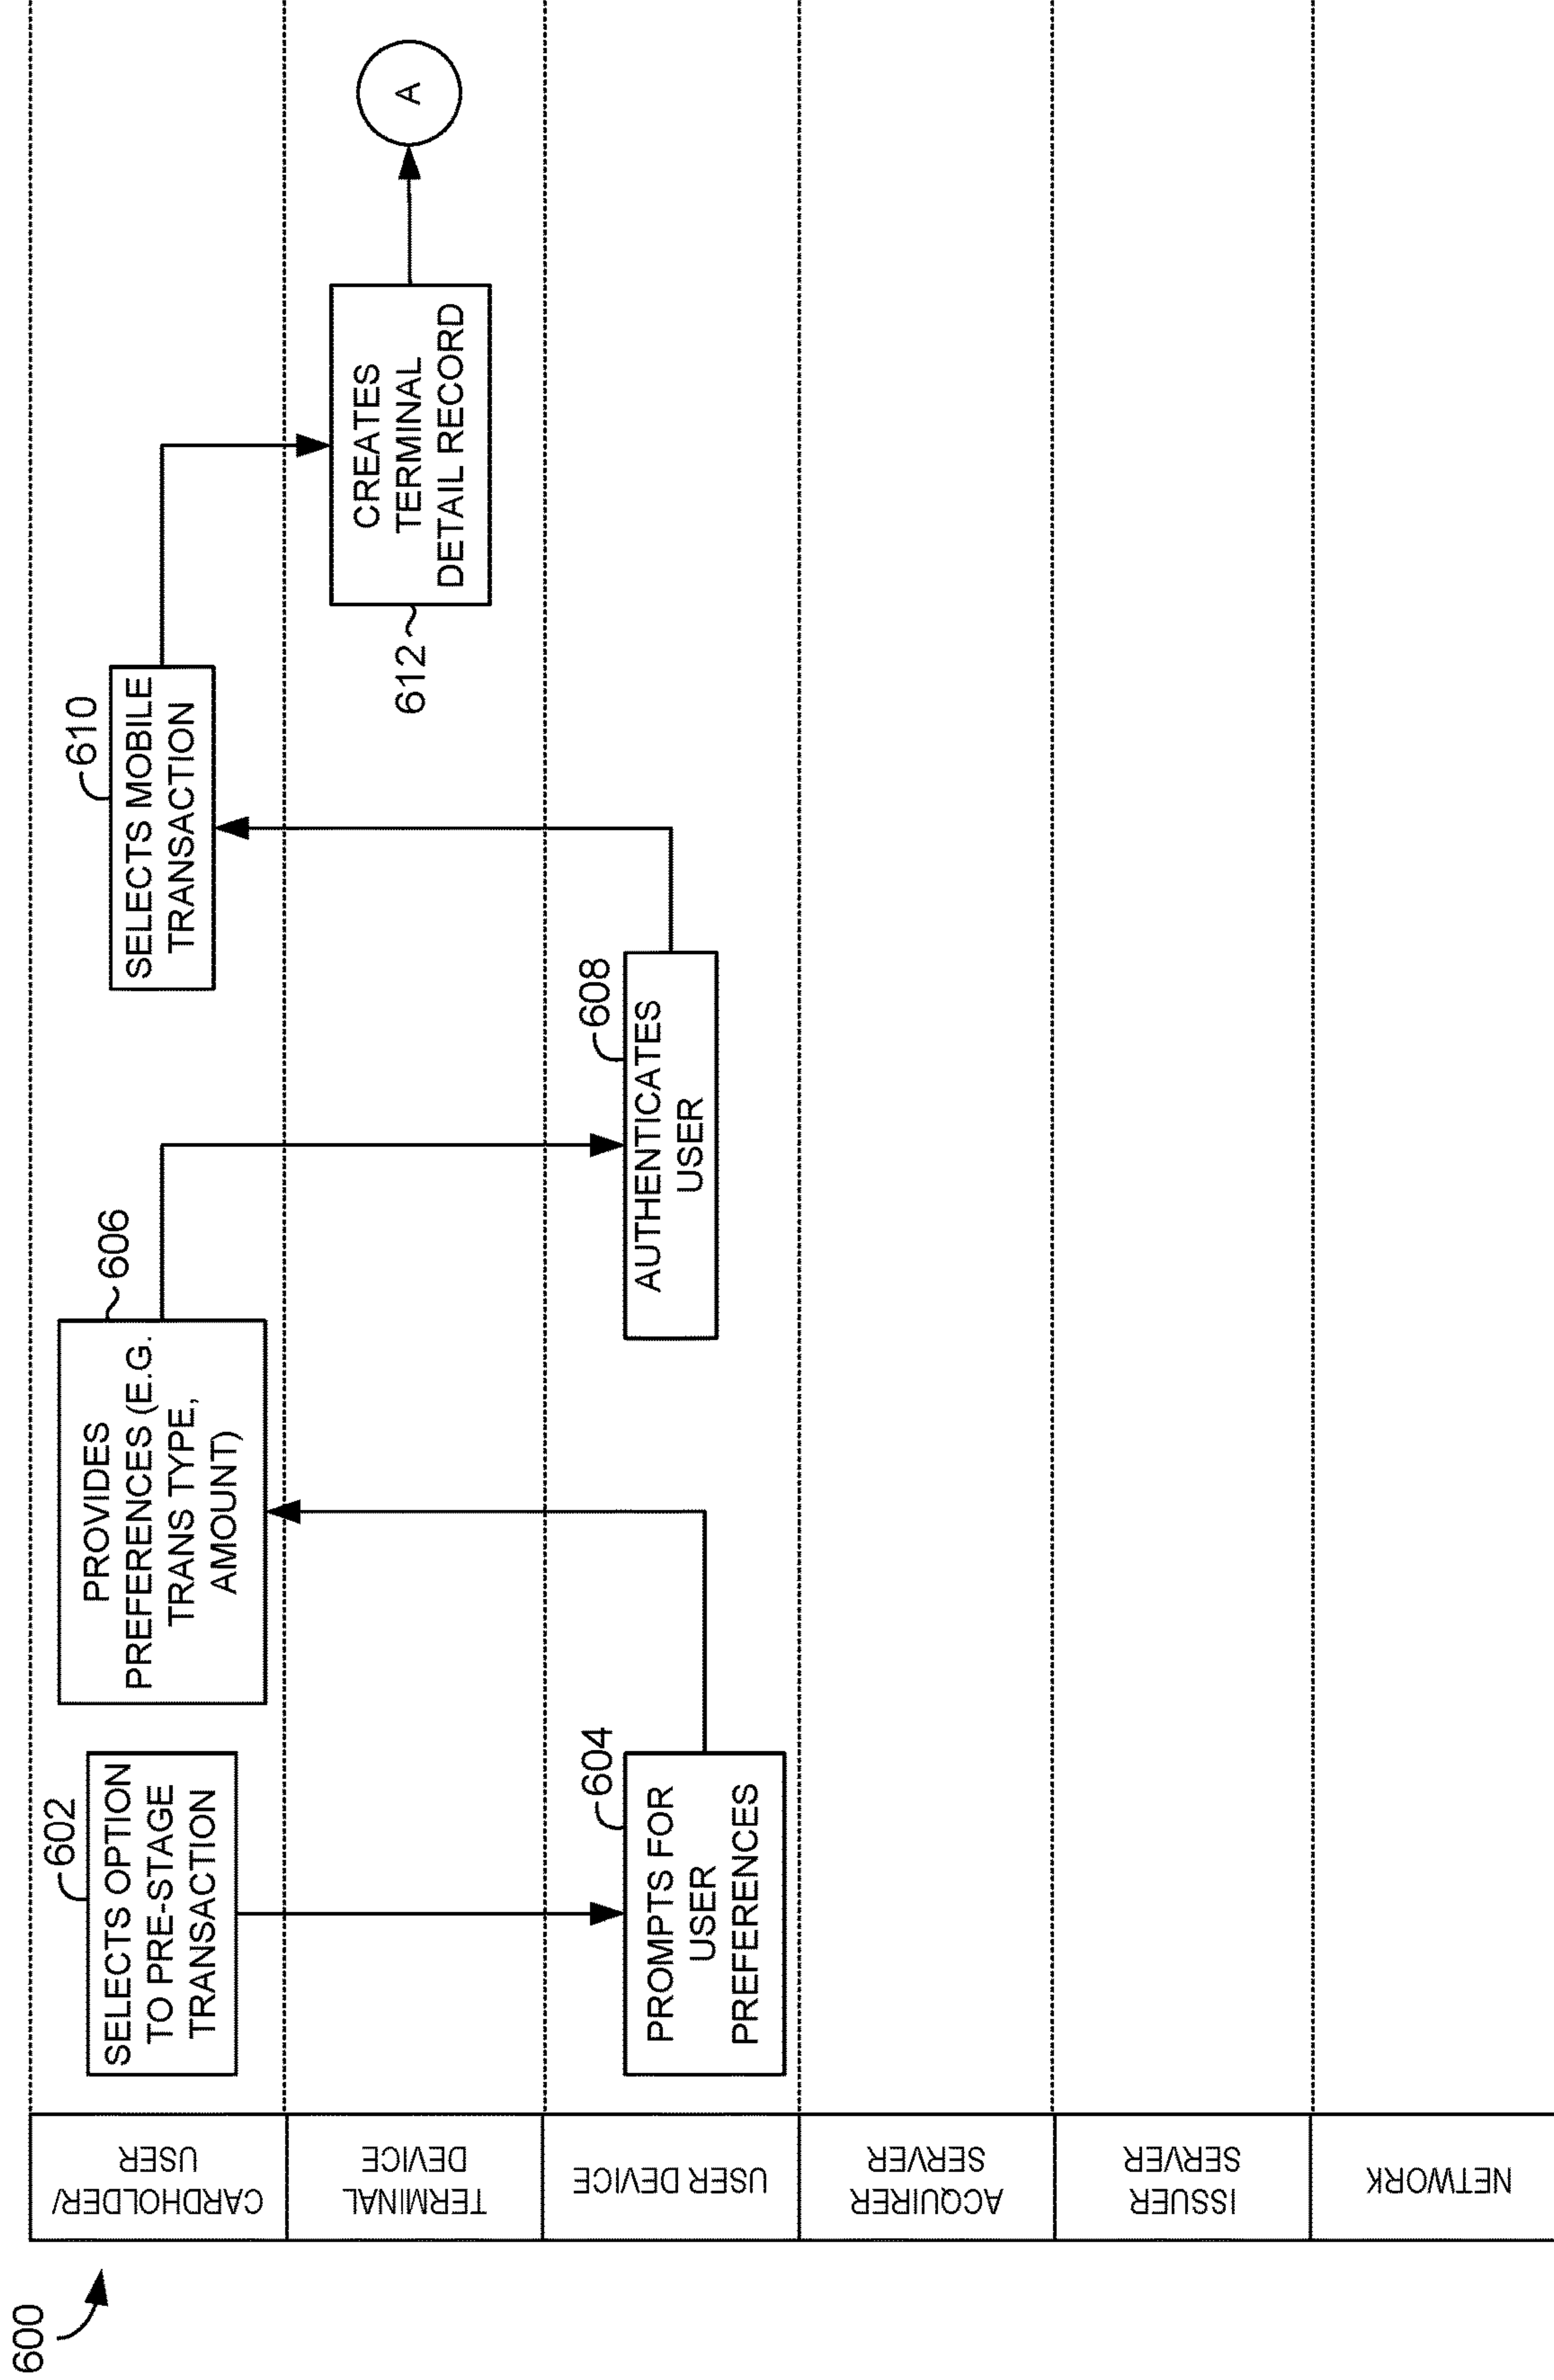 600
CARDHOLDER/
USER
TERMINAL
DEVICE
USER DEVICE
ACQUIRER
SERVER
ISSUER
SERVER
NETWORK
602
SELECTS OPTION
TO PRE-STAGE
TRANSACTION
604
PROMPTS FOR
USER
PREFERENCES
606
PROVIDES
PREFERENCES (E.G.
TRANS TYPE,
AMOUNT)
608
AUTHENTICATES
USER
610
SELECTS MOBILE
TRANSACTION
612
CREATES
TERMINAL
DETAIL RECORD
A